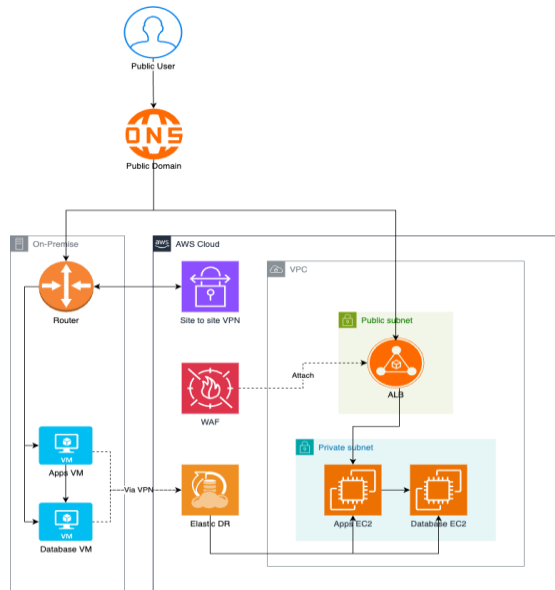 Public User
DNS
Public Domain
On-Premise
aws
AWS Cloud
VPC
Router
Site to site VPN
Public subnet
Attach
ALB
WAF
Private subnet
VM
Apps VM
Via VPN
VM
Database VM
Elastic DR
Apps EC2
Database EC2